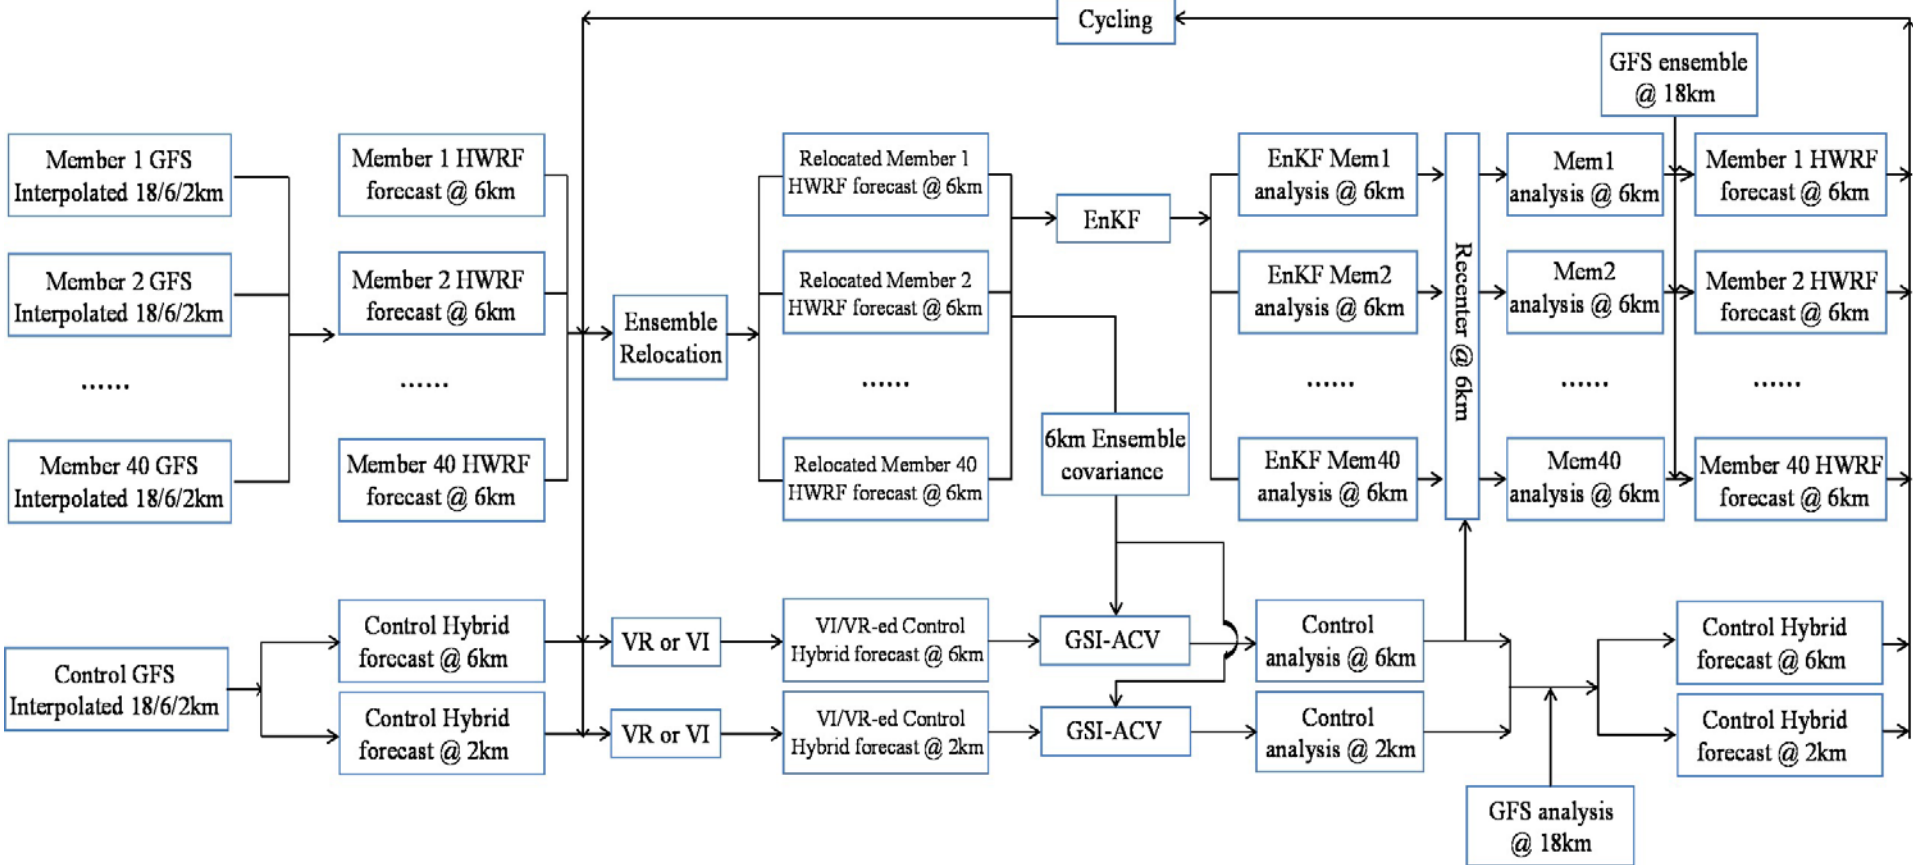 Cycling
GFS ensemble
@ 18km
Member 1 GFS
Interpolated 18/6/2km
Member 1 HWRF
forecast @ 6km
Relocated Member 1
HWRF forecast @ 6km
EnKF
EnKF Mem1
analysis @ 6km
Recenter @ 6km
Mem1
analysis @ 6km
Member 1 HWRF
forecast @ 6km
Member 2 GFS
Interpolated 18/6/2km
Member 2 HWRF
forecast @ 6km
Ensemble
Relocation
Relocated Member 2
HWRF forecast @ 6km
EnKF Mem2
analysis @ 6km
Mem2
analysis @ 6km
Member 2 HWRF
forecast @ 6km
......
......
......
......
......
......
Member 40 GFS
Interpolated 18/6/2km
Member 40 HWRF
forecast @ 6km
Relocated Member 40
HWRF forecast @ 6km
6km Ensemble
covariance
EnKF Mem40
analysis @ 6km
Mem40
analysis @ 6km
Member 40 HWRF
forecast @ 6km
Control GFS
Interpolated 18/6/2km
Control Hybrid
forecast @ 6km
VR or VI
VI/VR-ed Control
Hybrid forecast @ 6km
GSI-ACV
Control
analysis @ 6km
Control Hybrid
forecast @ 6km
Control Hybrid
forecast @ 2km
VR or VI
VI/VR-ed Control
Hybrid forecast @ 2km
GSI-ACV
Control
analysis @ 2km
Control Hybrid
forecast @ 2km
GFS analysis
@ 18km